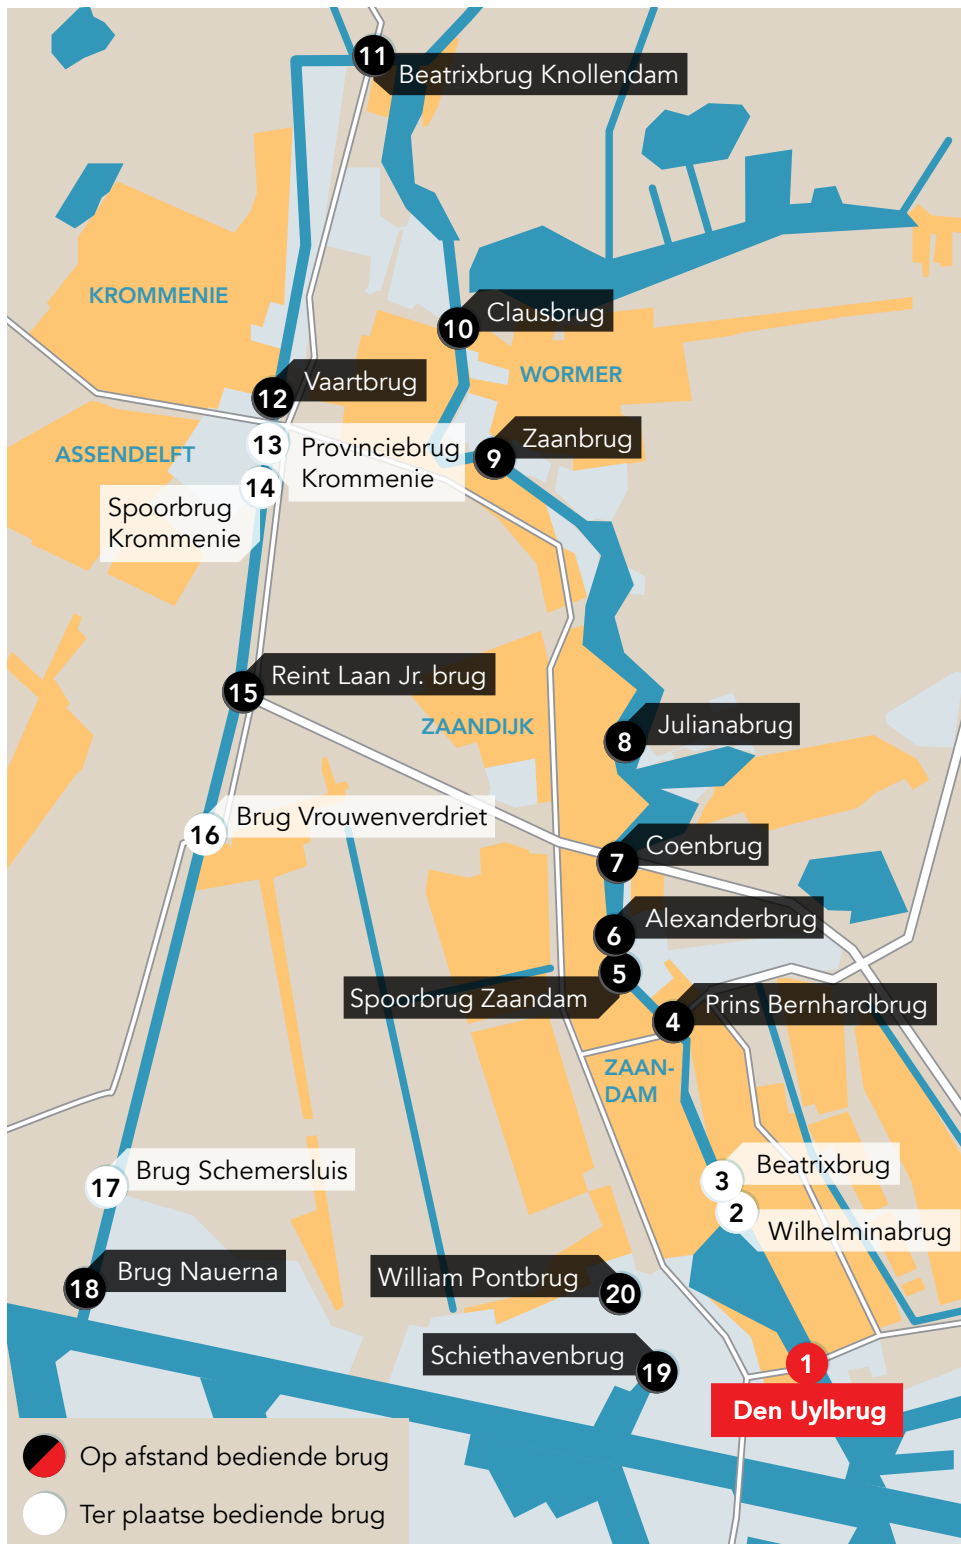 11
Beatrixbrug Knollendam
KROMMENIE
10
Clausbrug
WORMER
12
Vaartbrug
13
Provinciebrug
Krommenie
9
Zaanbrug
ASSENDELFT
14
Spoorbrug
Krommenie
15
Reint Laan Jr. brug
ZAANDIJK
8
Julianabrug
16
Brug Vrouwenverdriet
7
Coenbrug
6
Alexanderbrug
5
Spoorbrug Zaandam
4
Prins Bernhardbrug
ZAAN-
DAM
3
Beatrixbrug
2
Wilhelminabrug
17
Brug Schemersluis
18
Brug Nauerna
William Pontbrug
20
Schiethavenbrug
19
1
Den Uylbrug
Op afstand bediende brug
Ter plaatse bediende brug